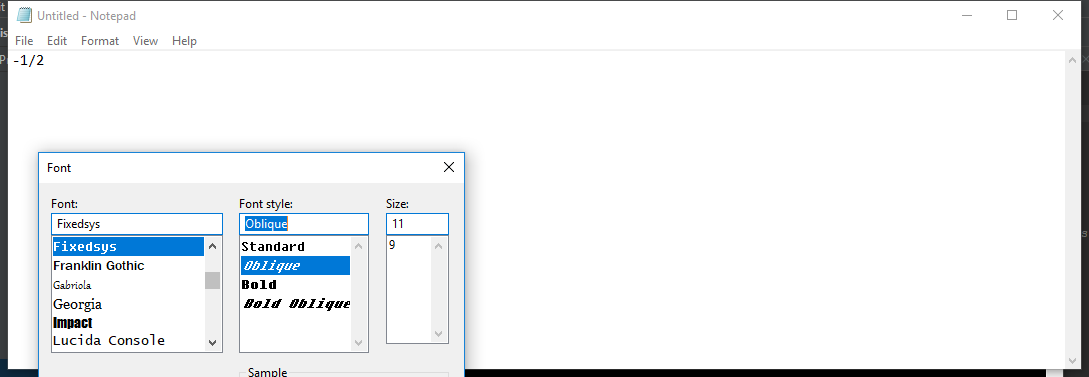 Untitled - Notepad
File Edit Format View Help
-1/2
Font
Font: Font style: Size:
Fixedsys Oblique 11
Fixedsys Standard 9
Franklin Gothic Oblique
Gabriola Bold
Georgia Bold Oblique
Impact
Lucida Console
Sample